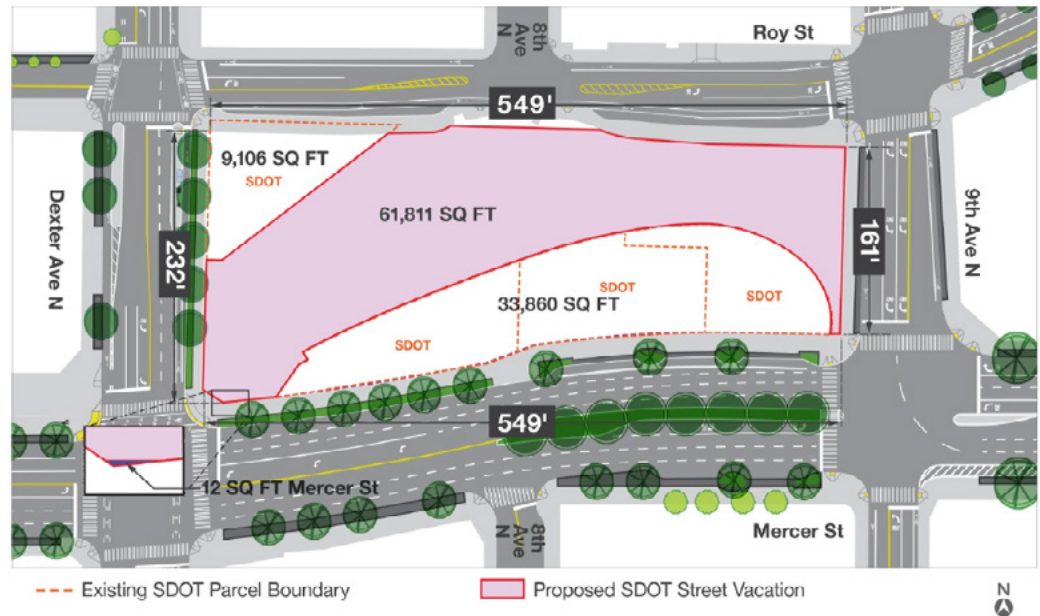 8th
Ave
N
Roy St
549'
9,106 SQ FT
SDOT
61,811 SQ FT
Dexter Ave N
232'
161'
9th Ave N
SDOT
33,860 SQ FT
SDOT
SDOT
549'
12 SQ FT Mercer St
8th
Ave
N
Mercer St
Existing SDOT Parcel Boundary
Proposed SDOT Street Vacation
N